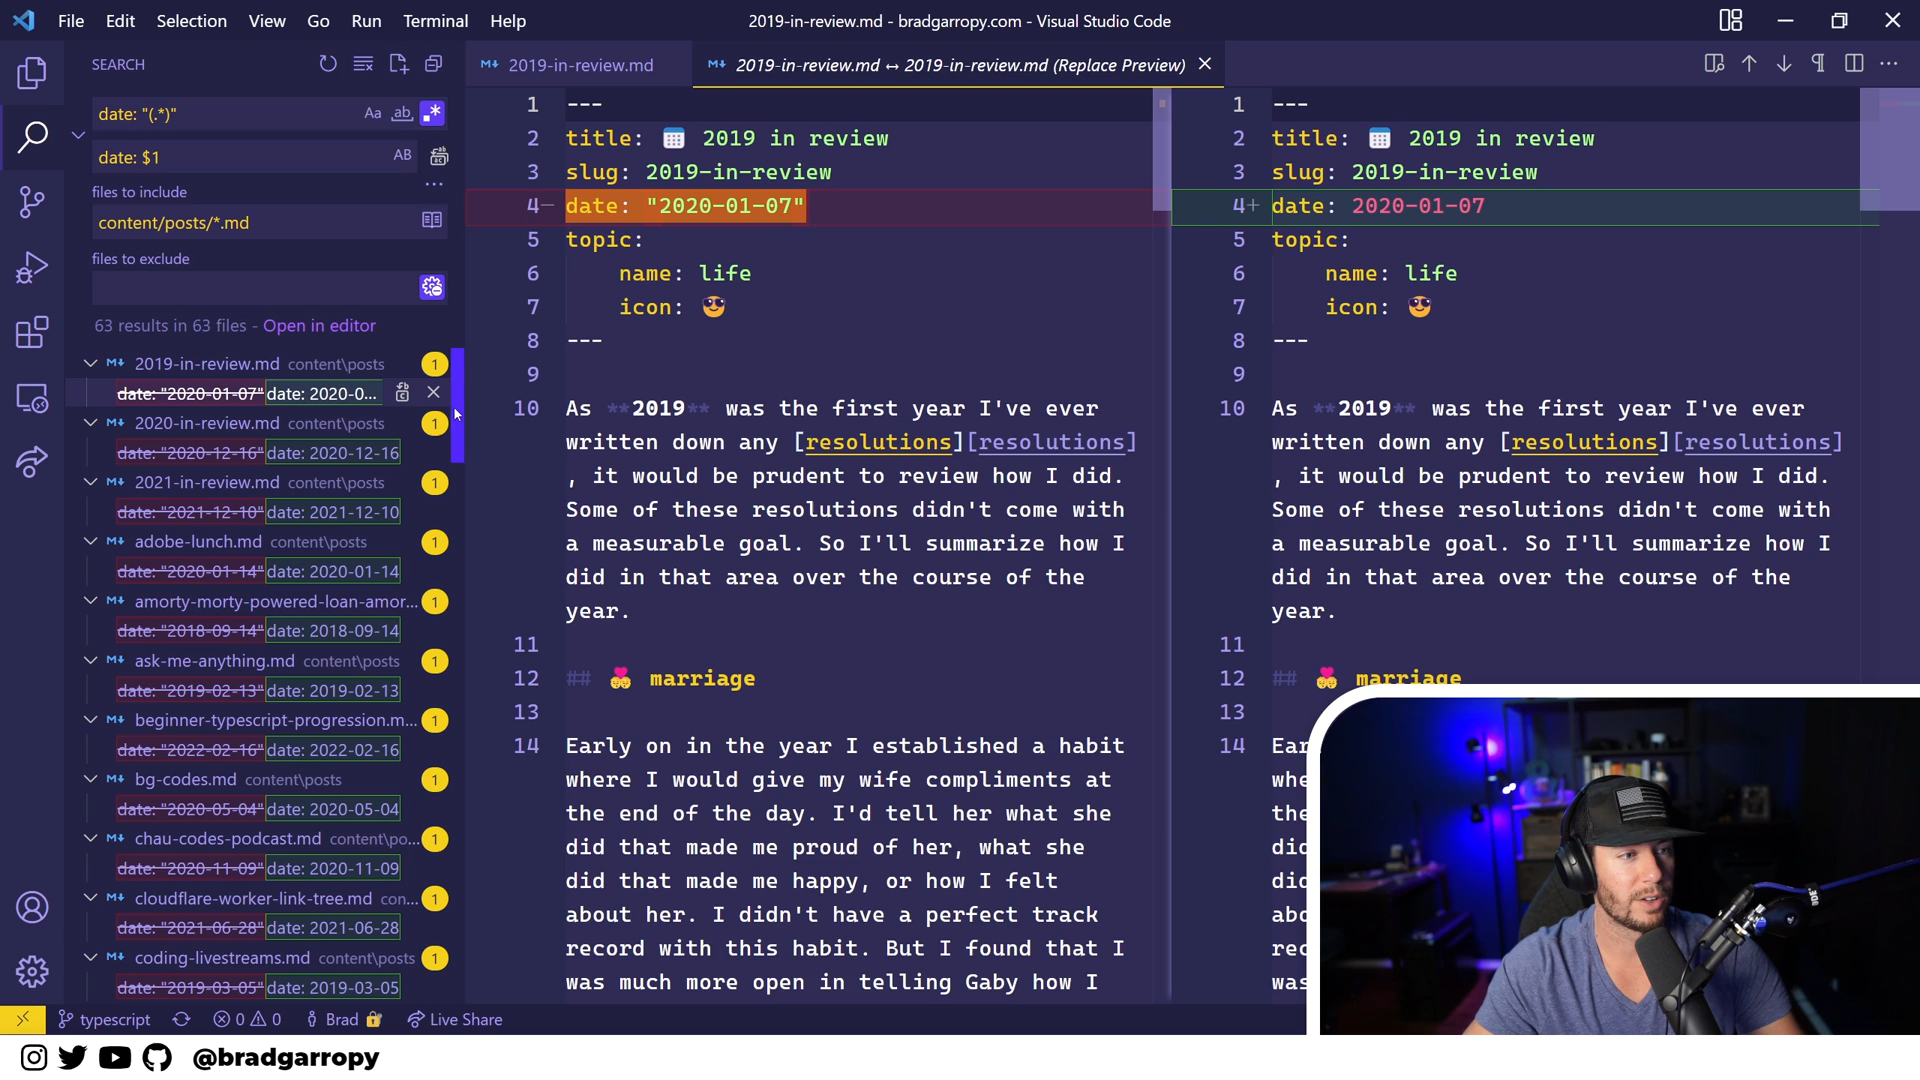 File Edit Selection View Go Run Terminal Help
2019-in-review.md - bradgarropy.com - Visual Studio Code
SEARCH
date: "(.*)"
Aa ab
date: $1
AB
files to include
content/posts/*.md
files to exclude
63 results in 63 files - Open in editor
2019-in-review.md content\posts 1
date: "2020-01-07" date: 2020-0...
2020-in-review.md content\posts 1
date: "2020-12-16" date: 2020-12-16
2021-in-review.md content\posts 1
date: "2021-12-10" date: 2021-12-10
adobe-lunch.md content\posts 1
date: "2020-01-14" date: 2020-01-14
amorty-morty-powered-loan-amor... 1
date: "2018-09-14" date: 2018-09-14
ask-me-anything.md content\posts 1
date: "2019-02-13" date: 2019-02-13
beginner-typescript-progression.m... 1
date: "2022-02-16" date: 2022-02-16
bg-codes.md content\posts 1
date: "2020-05-04" date: 2020-05-04
chau-codes-podcast.md content\po... 1
date: "2020-11-09" date: 2020-11-09
cloudflare-worker-link-tree.md con... 1
date: "2021-06-28" date: 2021-06-28
coding-livestreams.md content\posts 1
date: "2019-03-05" date: 2019-03-05
2019-in-review.md
2019-in-review.md ↔ 2019-in-review.md (Replace Preview)
1 ---
2 title: 🗓️ 2019 in review
3 slug: 2019-in-review
4— date: "2020-01-07"
5 topic:
6 name: life
7 icon: 😎
8 ---
9
10 As **2019** was the first year I've ever
written down any [resolutions][resolutions]
, it would be prudent to review how I did.
Some of these resolutions didn't come with
a measurable goal. So I'll summarize how I
did in that area over the course of the
year.
11
12 ## 💏 marriage
13
14 Early on in the year I established a habit
where I would give my wife compliments at
the end of the day. I'd tell her what she
did that made me proud of her, what she
did that made me happy, or how I felt
about her. I didn't have a perfect track
record with this habit. But I found that I
was much more open in telling Gaby how I
1 ---
2 title: 🗓️ 2019 in review
3 slug: 2019-in-review
4+ date: 2020-01-07
5 topic:
6 name: life
7 icon: 😎
8 ---
9
10 As **2019** was the first year I've ever
written down any [resolutions][resolutions]
, it would be prudent to review how I did.
Some of these resolutions didn't come with
a measurable goal. So I'll summarize how I
did in that area over the course of the
year.
11
12 ## 💏 marriage
13
14 Ear
whe
the
did
did
abo
rec
was
typescript 0 0 Brad 🔒 Live Share
@bradgarropy